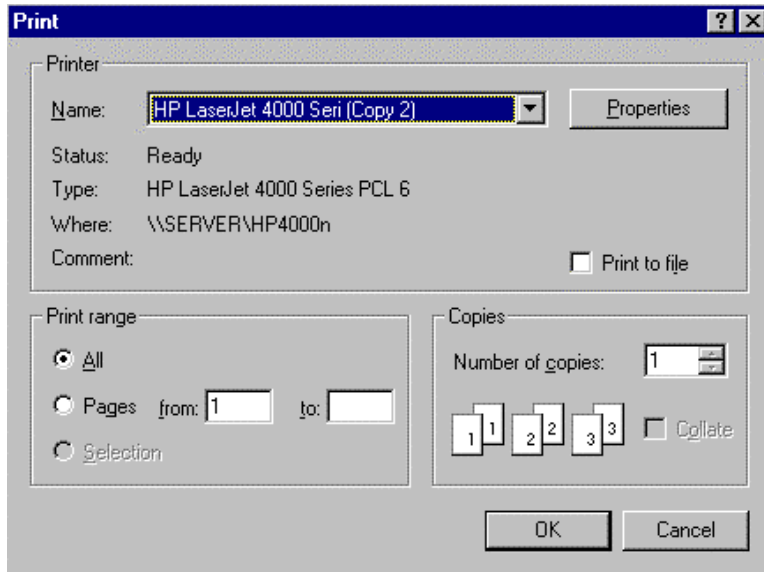 Print
Printer
Name: HP LaserJet 4000 Seri (Copy 2) Properties
Status: Ready
Type: HP LaserJet 4000 Series PCL 6
Where: \\SERVER\HP4000n
Comment: Print to file
Print range
All
Pages from: 1 to:
Selection
Copies
Number of copies: 1
1 1 2 2 3 3 Collate
OK Cancel